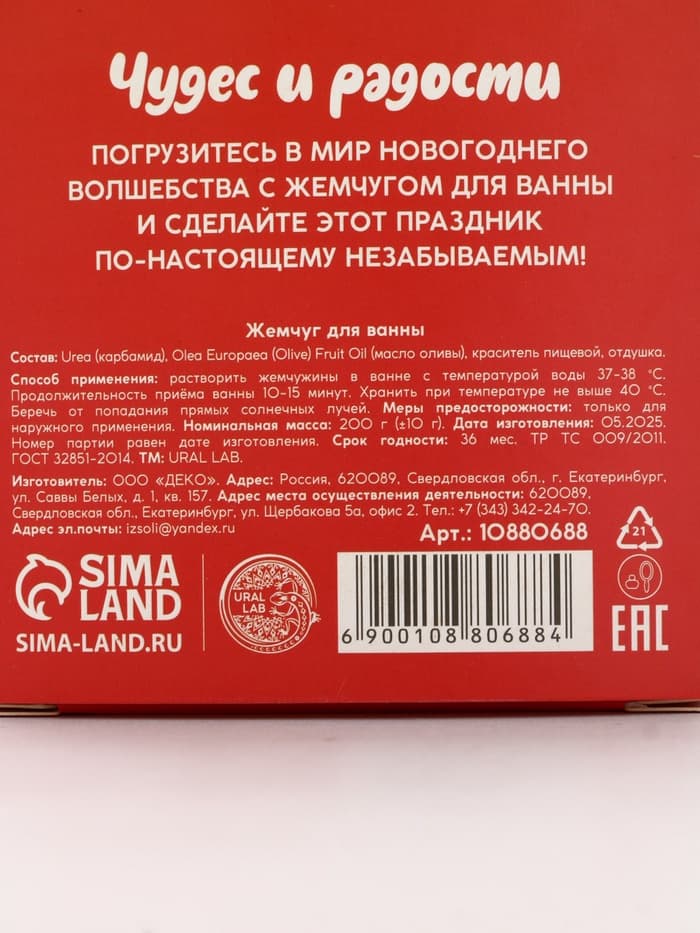 Чудес и радости
ПОГРУЗИТЕСЬ В МИР НОВОГОДНЕГО
ВОЛШЕБСТВА С ЖЕМЧУГОМ ДЛЯ ВАННЫ
И СДЕЛАЙТЕ ЭТОТ ПРАЗДНИК
ПО-НАСТОЯЩЕМУ НЕЗАБЫВАЕМЫМ!
Жемчуг для ванны
Состав: Urea (карбамид), Olea Europaea (Olive) Fruit Oil (масло оливы), краситель пищевой, отдушка.
Способ применения: растворить жемчужины в ванне с температурой воды 37-38 °C.
Продолжительность приёма ванны 10-15 минут. Хранить при температуре не выше 40 °C.
Беречь от попадания прямых солнечных лучей. Меры предосторожности: только для
наружного применения. Номинальная масса: 200 г (±10 г). Дата изготовления: 05.2025.
Номер партии равен дате изготовления. Срок годности: 36 мес. ТР ТС 009/2011.
ГОСТ 32851-2014. ТМ: URAL LAB.
Изготовитель: ООО «ДЕКО». Адрес: Россия, 620089, Свердловская обл., г. Екатеринбург,
ул. Саввы Белых, д. 1, кв. 157. Адрес места осуществления деятельности: 620089,
Свердловская обл., Екатеринбург, ул. Щербакова 5а, офис 2. Тел.: +7 (343) 342-24-70.
Адрес эл.почты: izsoli@yandex.ru
Арт.: 10880688
21
SIMA
LAND
SIMA-LAND.RU
URAL
LAB
6 900108 806884
EAC